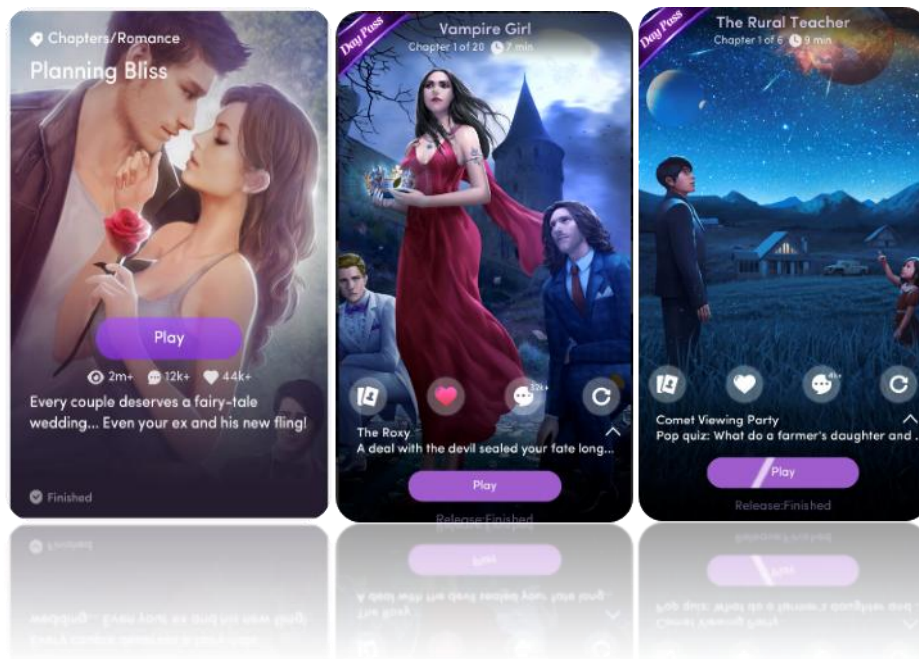 Chapters/Romance
Planning Bliss
Play
2m+ 12k+ 44k+
Every couple deserves a fairy-tale
wedding... Even your ex and his new fling!
Finished
Day Pass
Vampire Girl
Chapter 1 of 20 7 min
The Roxy
A deal with the devil sealed your fate long...
Play
Release:Finished
Day Pass
The Rural Teacher
Chapter 1 of 6 9 min
4k+
Comet Viewing Party
Pop quiz: What do a farmer's daughter and
Play
Release:Finished